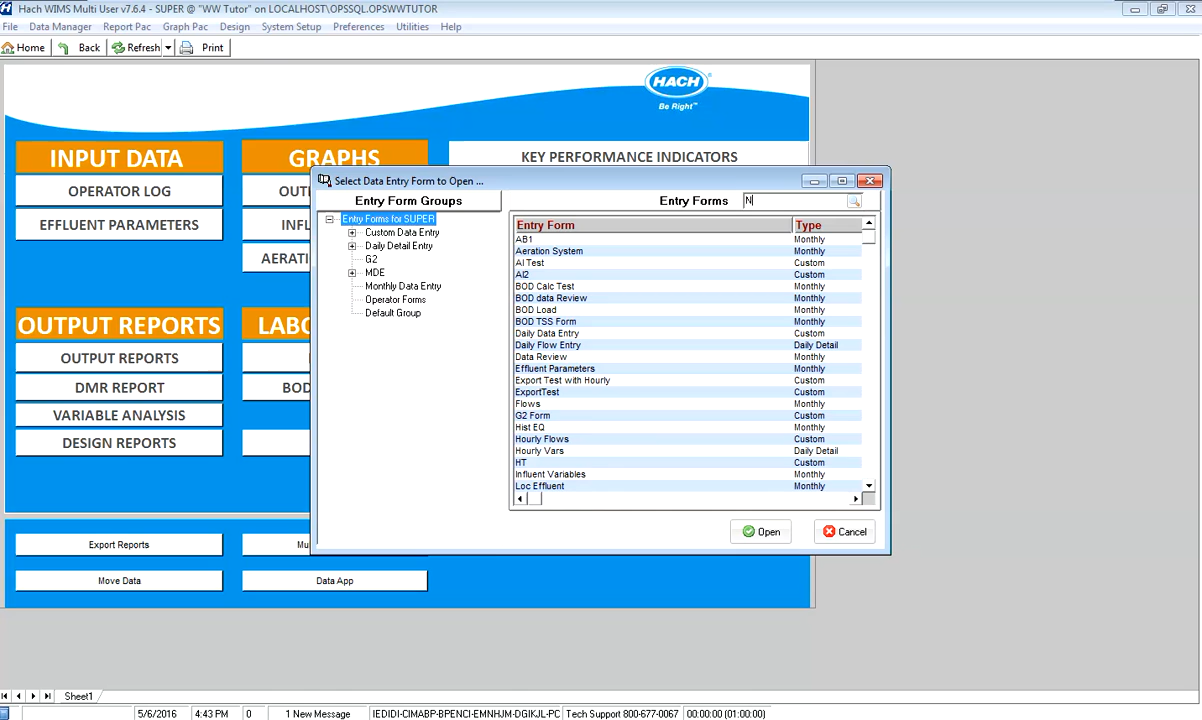 Hach WIMS Multi User v7.6.4 - SUPER @ "WW Tutor" on LOCALHOST\OPSSQL.OPSWWTUTOR
File Data Manager Report Pac Graph Pac Design System Setup Preferences Utilities Help
Home Back Refresh Print
HACH
Be Right™
INPUT DATA
OPERATOR LOG
EFFLUENT PARAMETERS
GRAPHS
OUT
INFL
AERATI
KEY PERFORMANCE INDICATORS
OUTPUT REPORTS
OUTPUT REPORTS
DMR REPORT
VARIABLE ANALYSIS
DESIGN REPORTS
LABO
BOD
Export Reports
Mu
Move Data
Data App
Select Data Entry Form to Open ...
Entry Form Groups
Entry Forms N
Entry Forms for SUPER
Custom Data Entry
Daily Detail Entry
G2
MDE
Monthly Data Entry
Operator Forms
Default Group
Entry Form Type
AB1 Monthly
Aeration System Monthly
AI Test Custom
AI2 Custom
BOD Calc Test Monthly
BOD data Review Monthly
BOD Load Monthly
BOD TSS Form Monthly
Daily Data Entry Custom
Daily Flow Entry Daily Detail
Data Review Monthly
Effluent Parameters Monthly
Export Test with Hourly Custom
ExportTest Custom
Flows Monthly
G2 Form Custom
Hist EQ Monthly
Hourly Flows Custom
Hourly Vars Daily Detail
HT Custom
Influent Variables Monthly
Loc Effluent Monthly
Open Cancel
Sheet1
5/6/2016 4:43 PM 0 1 New Message IEDIDI-CIMABP-BPENCI-EMNHJM-DGIKJL-PC Tech Support 800-677-0067 00:00:00 (01:00:00)